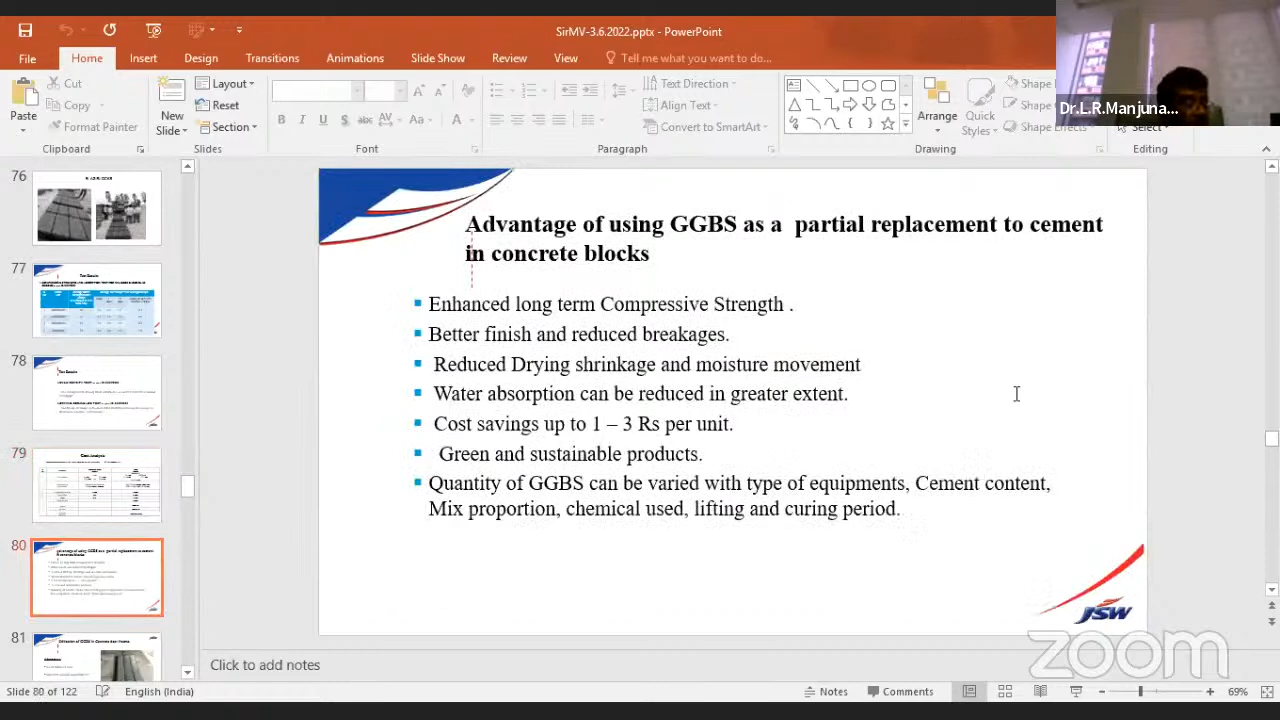 SirMV-3.6.2022.pptx - PowerPoint
File Home Insert Design Transitions Animations Slide Show Review View Tell me what you want to do...
Paste
Cut
Copy
Format Painter
Clipboard
New
Slide
Layout
Reset
Section
Slides
B I U S abc AV Aa A
Font
Text Direction
Align Text
Convert to SmartArt
Paragraph
Arrange
Quick
Styles
Shape Effects
Drawing
Select
Editing
Dr.L.R.Manjuna...
76
77
78
79
80
81
Advantage of using GGBS as a partial replacement to cement
in concrete blocks
Enhanced long term Compressive Strength .
Better finish and reduced breakages.
Reduced Drying shrinkage and moisture movement
Water absorption can be reduced in greater extent.
Cost savings up to 1 – 3 Rs per unit.
Green and sustainable products.
Quantity of GGBS can be varied with type of equipments, Cement content,
Mix proportion, chemical used, lifting and curing period.
JSW
zoom
Click to add notes
Slide 80 of 122 English (India) Notes Comments 69%